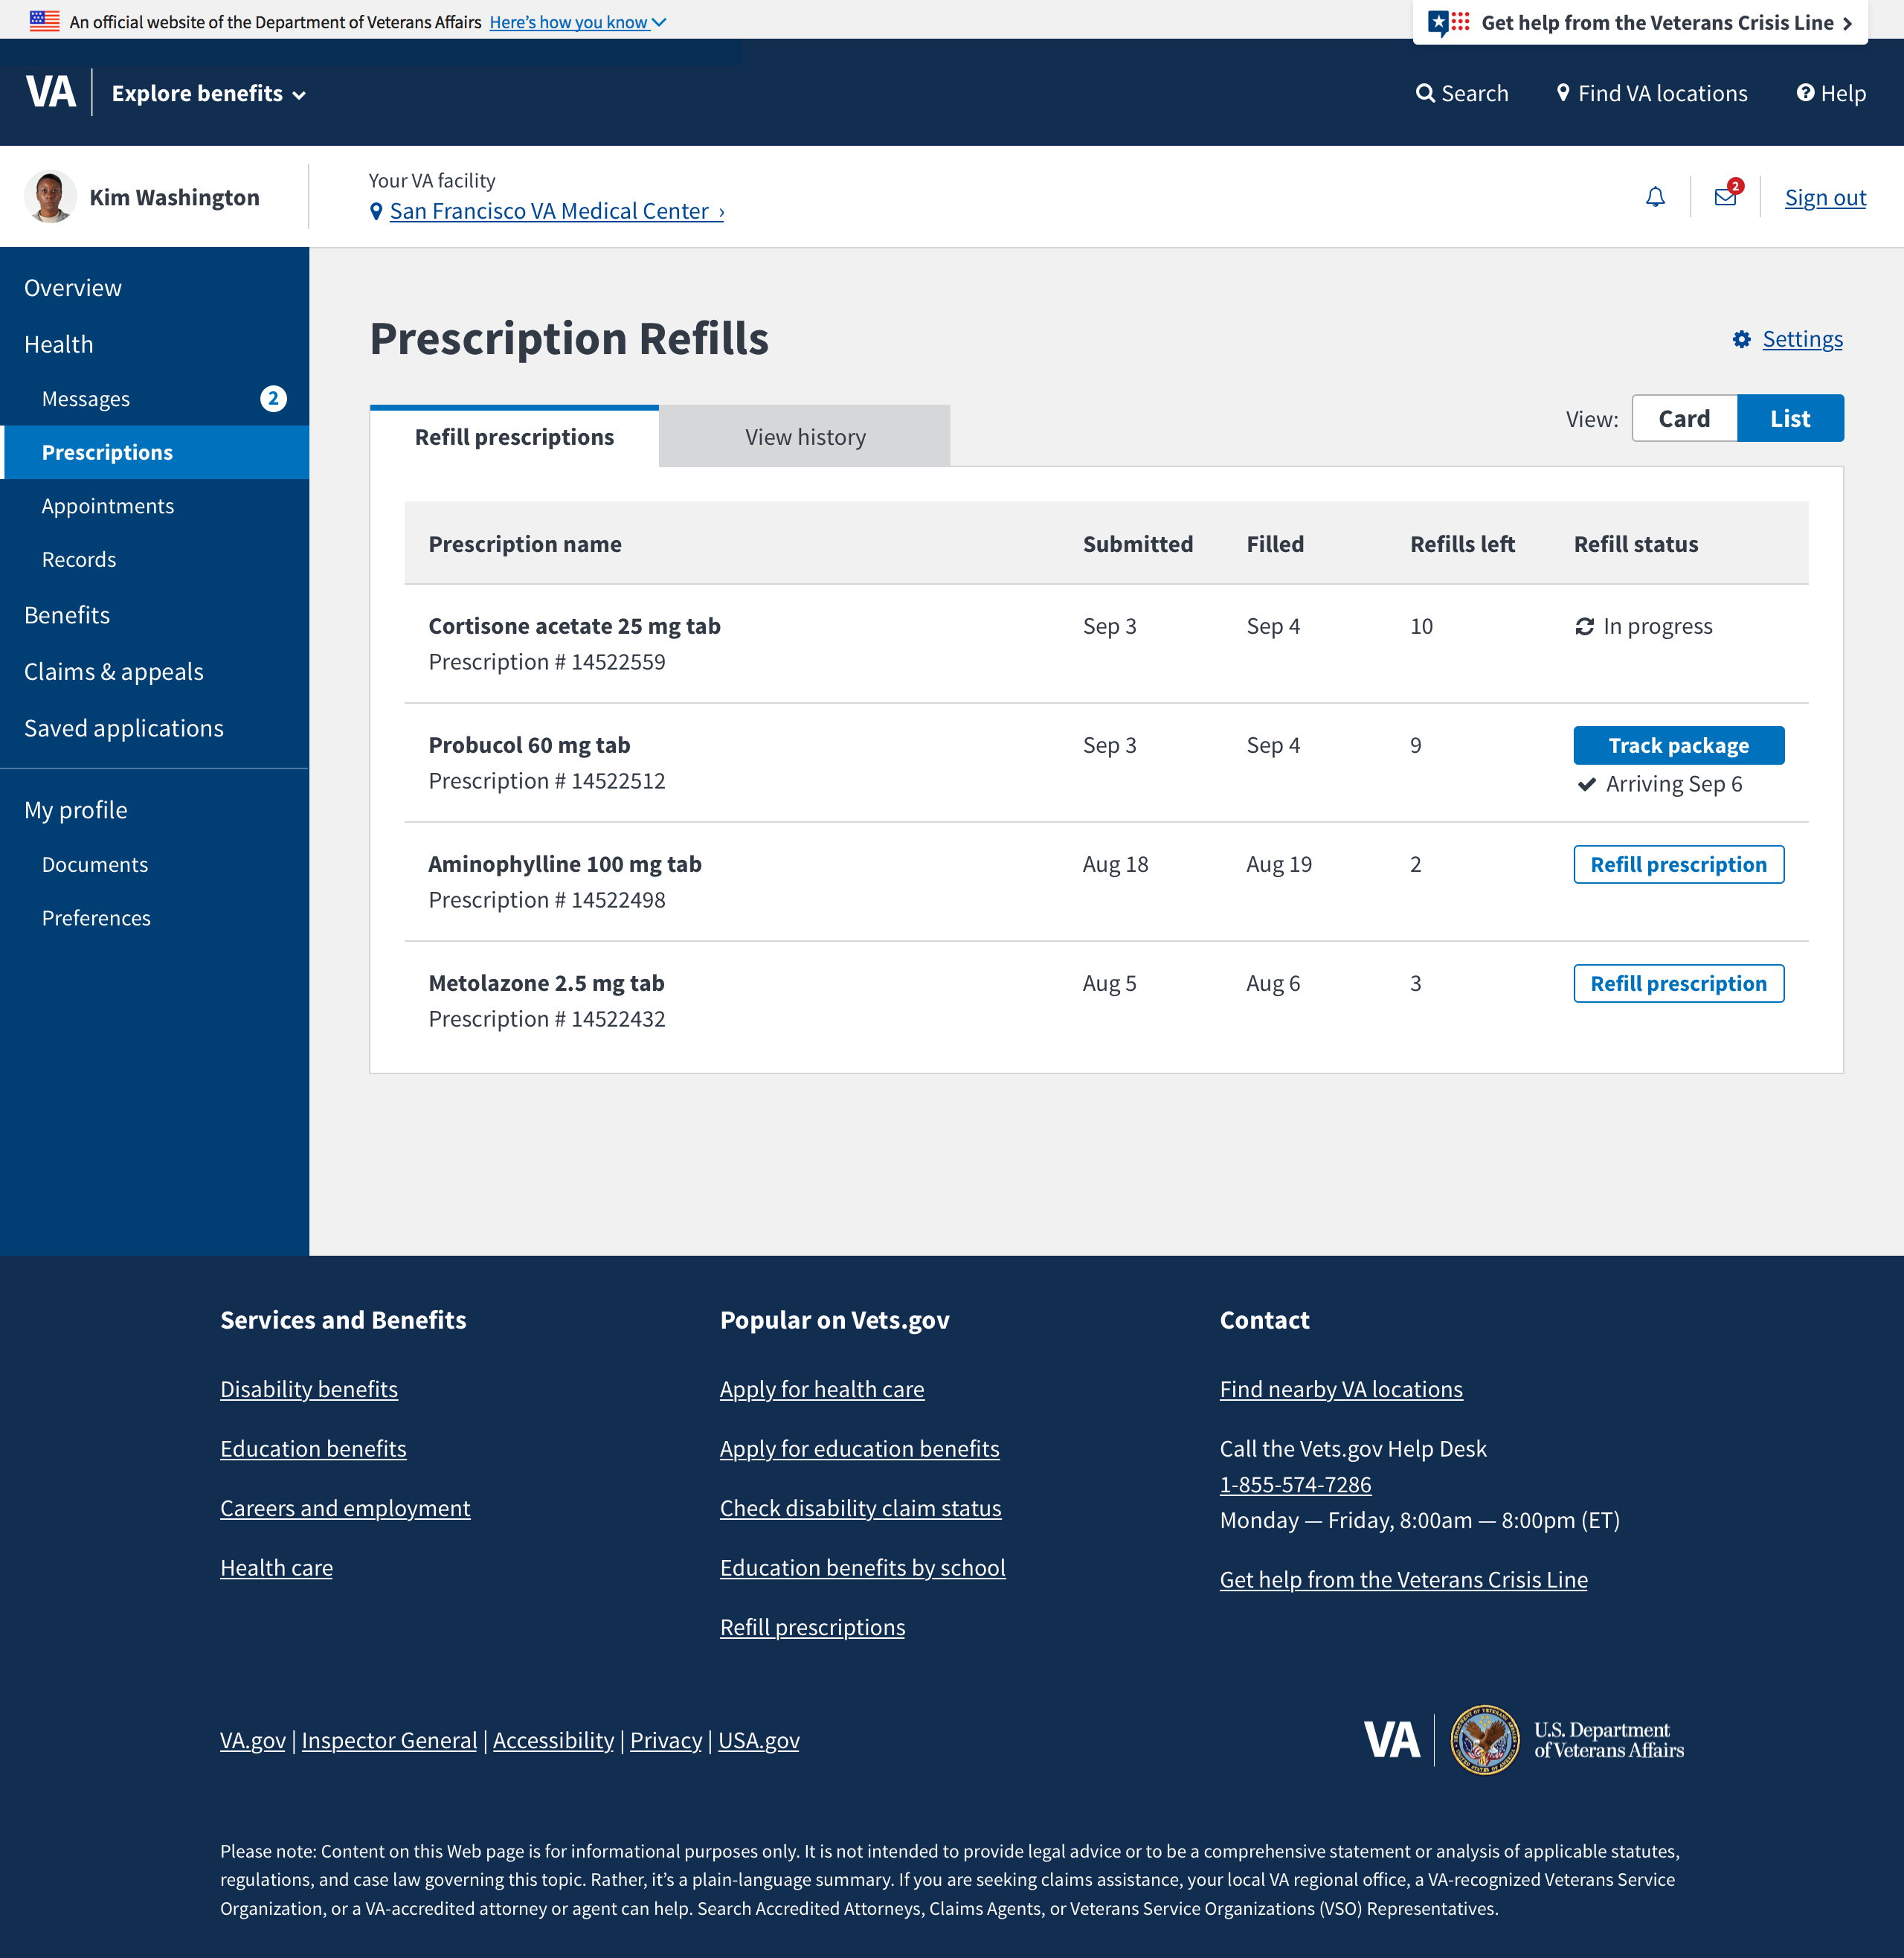 An official website of the Department of Veterans Affairs Here's how you know
Get help from the Veterans Crisis Line
VA Explore benefits
Search Find VA locations Help
Kim Washington
Your VA facility
San Francisco VA Medical Center ›
2
Sign out
Overview
Health
Messages 2
Prescriptions
Appointments
Records
Benefits
Claims & appeals
Saved applications
My profile
Documents
Preferences
Prescription Refills
Settings
Refill prescriptions View history
View: Card List
Prescription name Submitted Filled Refills left Refill status
Cortisone acetate 25 mg tab Sep 3 Sep 4 10 In progress
Prescription # 14522559
Probucol 60 mg tab Sep 3 Sep 4 9 Track package
Prescription # 14522512 Arriving Sep 6
Aminophylline 100 mg tab Aug 18 Aug 19 2 Refill prescription
Prescription # 14522498
Metolazone 2.5 mg tab Aug 5 Aug 6 3 Refill prescription
Prescription # 14522432
Services and Benefits
Disability benefits
Education benefits
Careers and employment
Health care
Popular on Vets.gov
Apply for health care
Apply for education benefits
Check disability claim status
Education benefits by school
Refill prescriptions
Contact
Find nearby VA locations
Call the Vets.gov Help Desk
1-855-574-7286
Monday — Friday, 8:00am — 8:00pm (ET)
Get help from the Veterans Crisis Line
VA.gov | Inspector General | Accessibility | Privacy | USA.gov
VA
U.S. Department
of Veterans Affairs
Please note: Content on this Web page is for informational purposes only. It is not intended to provide legal advice or to be a comprehensive statement or analysis of applicable statutes,
regulations, and case law governing this topic. Rather, it's a plain-language summary. If you are seeking claims assistance, your local VA regional office, a VA-recognized Veterans Service
Organization, or a VA-accredited attorney or agent can help. Search Accredited Attorneys, Claims Agents, or Veterans Service Organizations (VSO) Representatives.